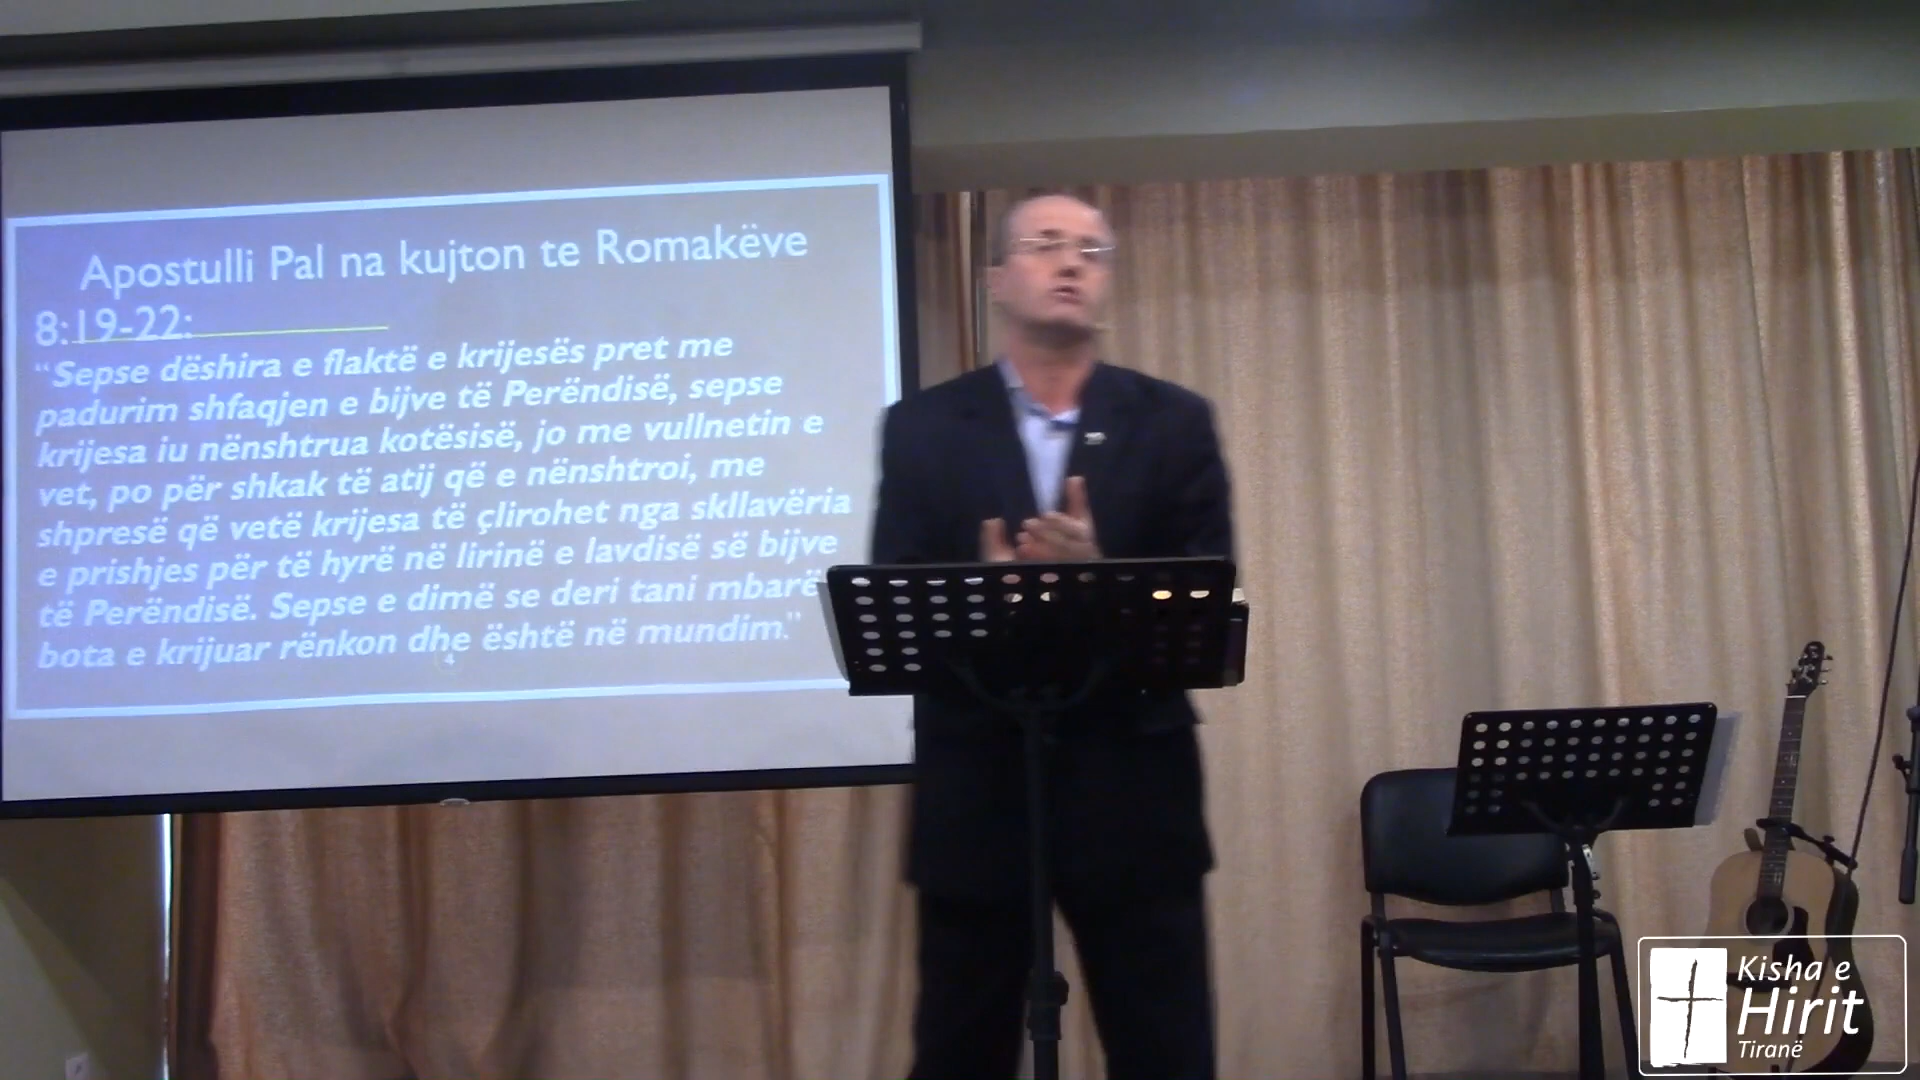 Apostulli Pal na kujton te Romakëve
8:19-22:
“Sepse dëshira e flaktë e krijesës pret me
padurim shfaqjen e bijve të Perëndisë, sepse
krijesa iu nënshtrua kotësisë, jo me vullnetin e
vet, po për shkak të atij që e nënshtroi, me
shpresë që vetë krijesa të çlirohet nga skllavëria
e prishjes për të hyrë në lirinë e lavdisë së bijve
të Perëndisë. Sepse e dimë se deri tani mbarë
bota e krijuar rënkon dhe është në mundim.”
4
Kisha e
Hirit
Tiranë